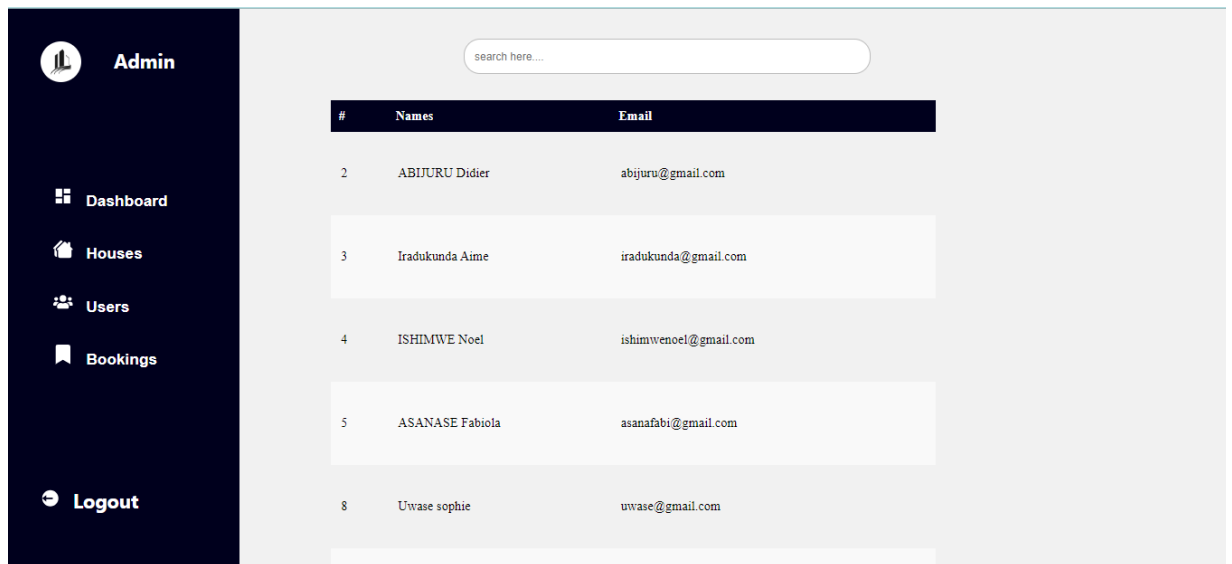 Admin
Dashboard
Houses
Users
Bookings
Logout
search here....
# Names Email
2 ABIJURU Didier abijuru@gmail.com
3 Iradukunda Aime iradukunda@gmail.com
4 ISHIMWE Noel ishimwenoel@gmail.com
5 ASANASE Fabiola asanafabi@gmail.com
8 Uwase sophie uwase@gmail.com